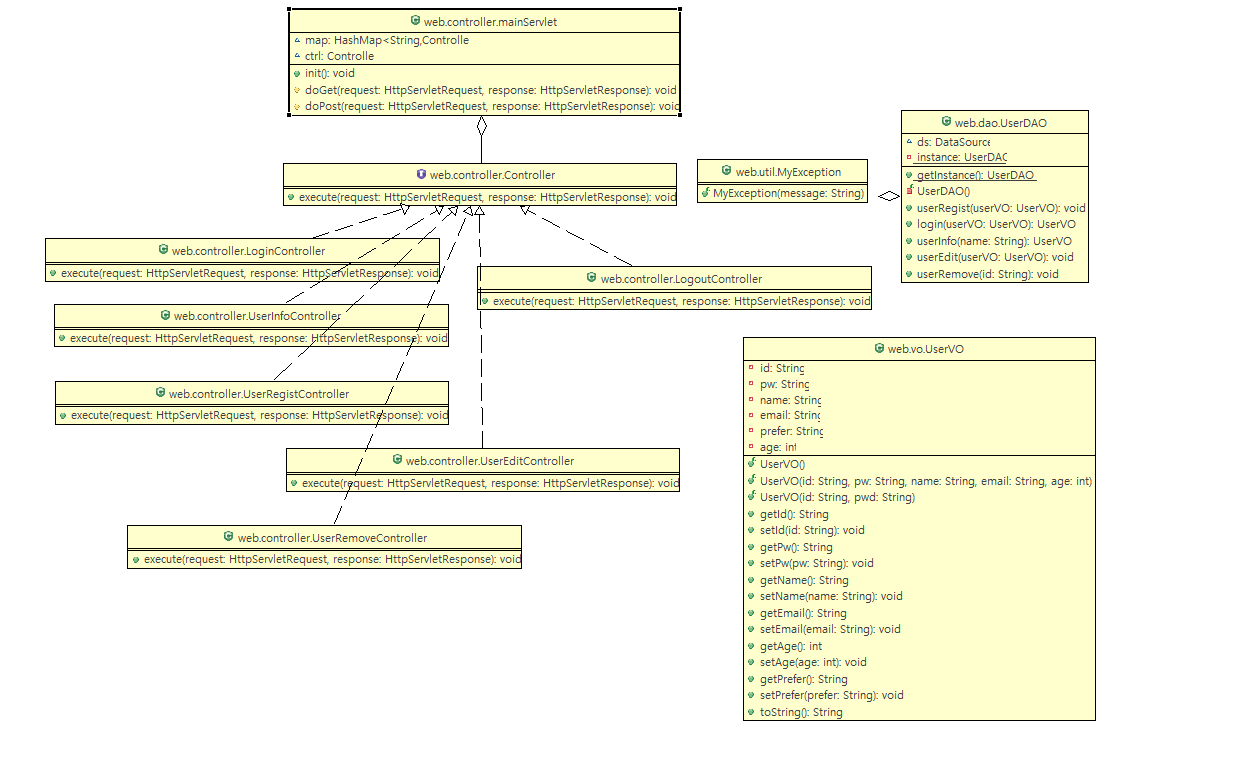 web.controller.mainServlet
map: HashMap<String,Controlle
ctrl: Controlle
init(): void
doGet(request: HttpServletRequest, response: HttpServletResponse): void
doPost(request: HttpServletRequest, response: HttpServletResponse): void
web.controller.Controller
execute(request: HttpServletRequest, response: HttpServletResponse): void
web.util.MyException
MyException(message: String)
web.dao.UserDAO
ds: DataSource
instance: UserDAO
getInstance(): UserDAO
UserDAO()
userRegist(userVO: UserVO): void
login(userVO: UserVO): UserVO
userInfo(name: String): UserVO
userEdit(userVO: UserVO): void
userRemove(id: String): void
web.controller.LoginController
execute(request: HttpServletRequest, response: HttpServletResponse): void
web.controller.LogoutController
execute(request: HttpServletRequest, response: HttpServletResponse): void
web.controller.UserInfoController
execute(request: HttpServletRequest, response: HttpServletResponse): void
web.controller.UserRegistController
execute(request: HttpServletRequest, response: HttpServletResponse): void
web.controller.UserEditController
execute(request: HttpServletRequest, response: HttpServletResponse): void
web.controller.UserRemoveController
execute(request: HttpServletRequest, response: HttpServletResponse): void
web.vo.UserVO
id: String
pw: String
name: String
email: String
prefer: String
age: int
UserVO()
UserVO(id: String, pw: String, name: String, email: String, age: int)
UserVO(id: String, pwd: String)
getId(): String
setId(id: String): void
getPw(): String
setPw(pw: String): void
getName(): String
setName(name: String): void
getEmail(): String
setEmail(email: String): void
getAge(): int
setAge(age: int): void
getPrefer(): String
setPrefer(prefer: String): void
toString(): String